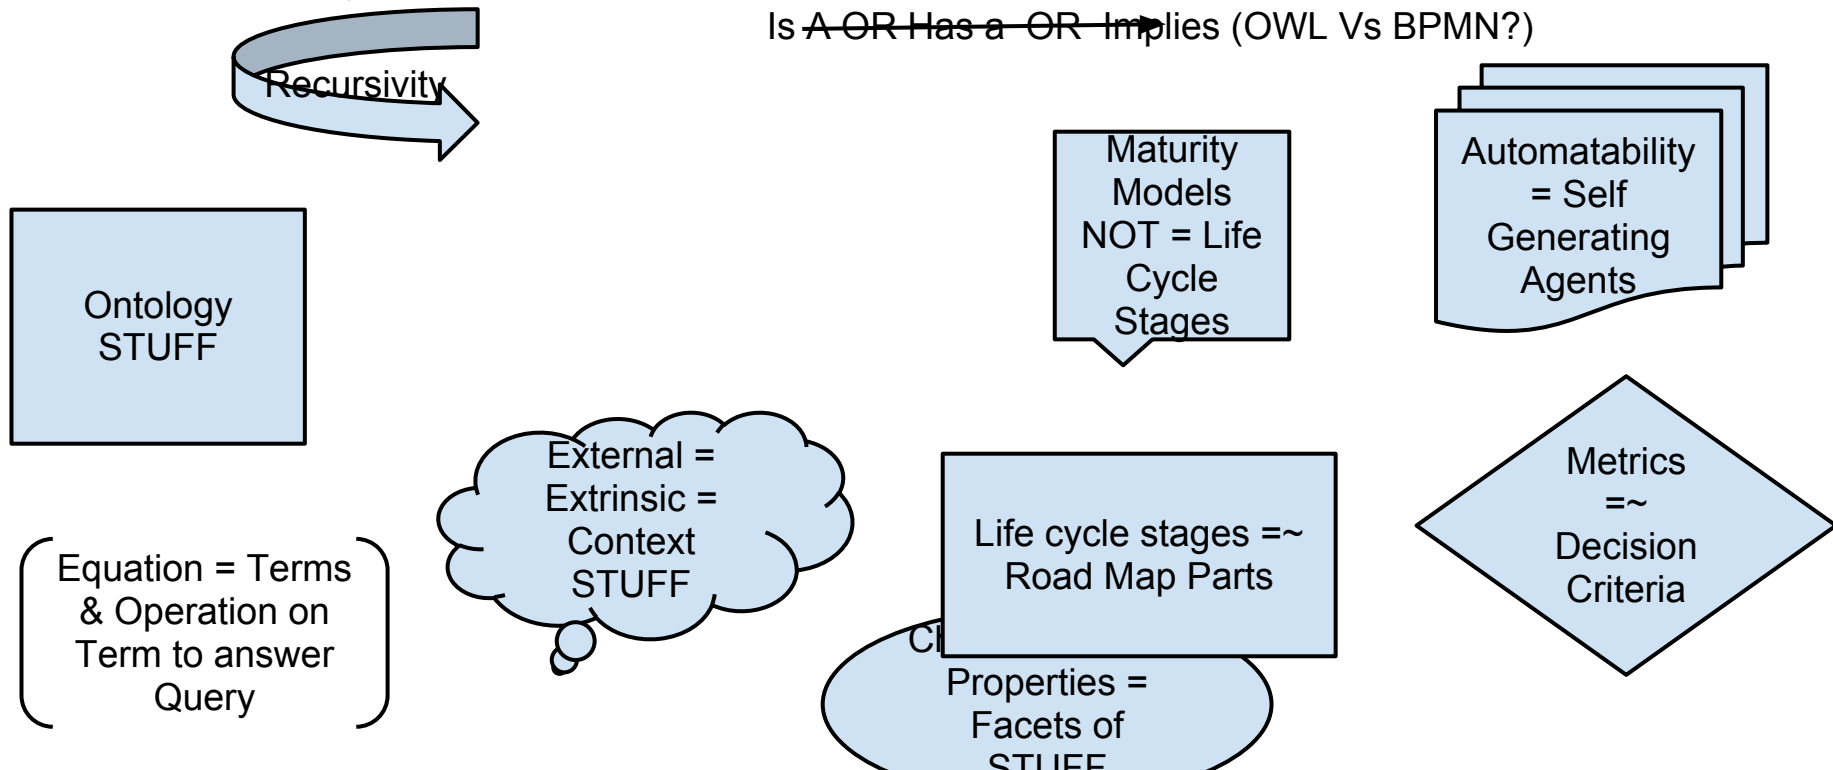 Is A OR Has a OR Implies (OWL Vs BPMN?)
Recursivity
Maturity
Models
NOT = Life
Cycle
Stages
Automatability
= Self
Generating
Agents
Ontology
STUFF
External =
Extrinsic =
Context
STUFF
Metrics
=~
Decision
Criteria
Life cycle stages =~
Road Map Parts
Equation = Terms
& Operation on
Term to answer
Query
Properties =
Facets of
STUFF